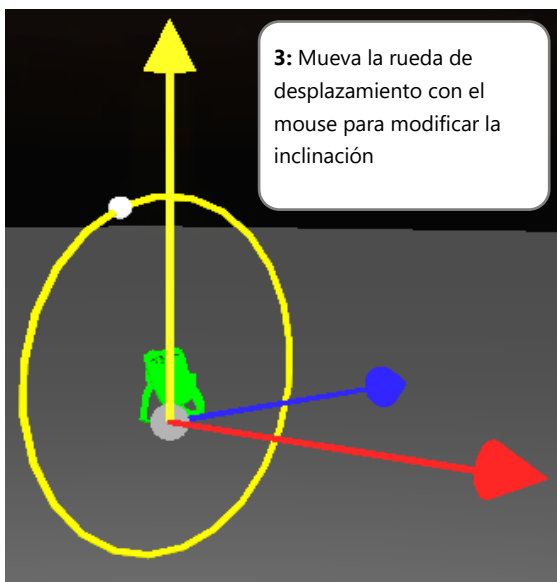 3: Mueva la rueda de
desplazamiento con el
mouse para modificar la
inclinación